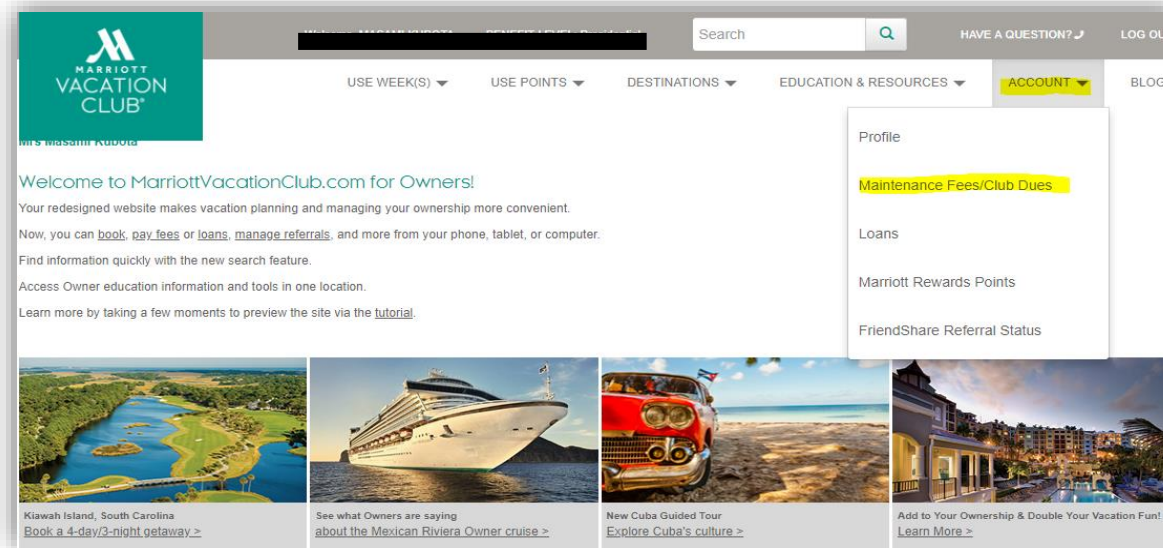 MARRIOTT
VACATION
CLUB®
Search
HAVE A QUESTION?
LOG OU
USE WEEK(S)
USE POINTS
DESTINATIONS
EDUCATION & RESOURCES
ACCOUNT
BLOG
Mrs Masami Kubota
Welcome to MarriottVacationClub.com for Owners!
Your redesigned website makes vacation planning and managing your ownership more convenient.
Now, you can book, pay fees or loans, manage referrals, and more from your phone, tablet, or computer.
Find information quickly with the new search feature.
Access Owner education information and tools in one location.
Learn more by taking a few moments to preview the site via the tutorial.
Profile
Maintenance Fees/Club Dues
Loans
Marriott Rewards Points
FriendShare Referral Status
Kiawah Island, South Carolina
Book a 4-day/3-night getaway >
See what Owners are saying
about the Mexican Riviera Owner cruise >
New Cuba Guided Tour
Explore Cuba's culture >
Add to Your Ownership & Double Your Vacation Fun!
Learn More >